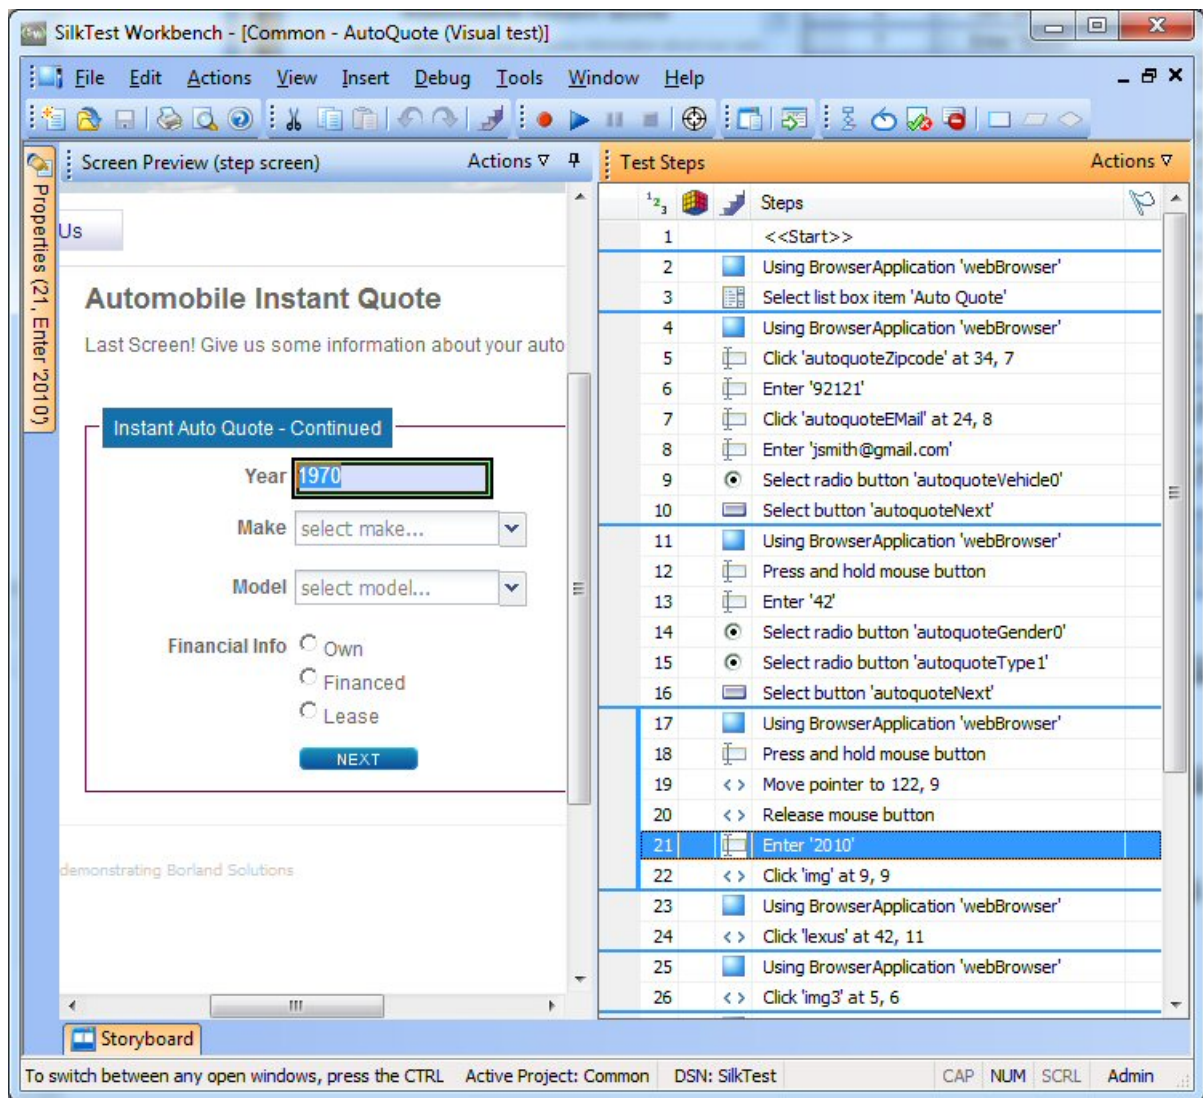 SilkTest Workbench - [Common - AutoQuote (Visual test)]
File Edit Actions View Insert Debug Tools Window Help
Screen Preview (step screen) Actions
Properties (21, Enter '2010')
Us
Automobile Instant Quote
Last Screen! Give us some information about your auto
Instant Auto Quote - Continued
Year 1970
Make select make...
Model select model...
Financial Info Own
Financed
Lease
NEXT
demonstrating Borland Solutions
Test Steps Actions
Steps
1 <<Start>>
2 Using BrowserApplication 'webBrowser'
3 Select list box item 'Auto Quote'
4 Using BrowserApplication 'webBrowser'
5 Click 'autoquoteZipcode' at 34, 7
6 Enter '92121'
7 Click 'autoquoteEMail' at 24, 8
8 Enter 'jsmith@gmail.com'
9 Select radio button 'autoquoteVehicle0'
10 Select button 'autoquoteNext'
11 Using BrowserApplication 'webBrowser'
12 Press and hold mouse button
13 Enter '42'
14 Select radio button 'autoquoteGender0'
15 Select radio button 'autoquoteType1'
16 Select button 'autoquoteNext'
17 Using BrowserApplication 'webBrowser'
18 Press and hold mouse button
19 Move pointer to 122, 9
20 Release mouse button
21 Enter '2010'
22 Click 'img' at 9, 9
23 Using BrowserApplication 'webBrowser'
24 Click 'lexus' at 42, 11
25 Using BrowserApplication 'webBrowser'
26 Click 'img3' at 5, 6
Storyboard
To switch between any open windows, press the CTRL Active Project: Common DSN: SilkTest CAP NUM SCRL Admin